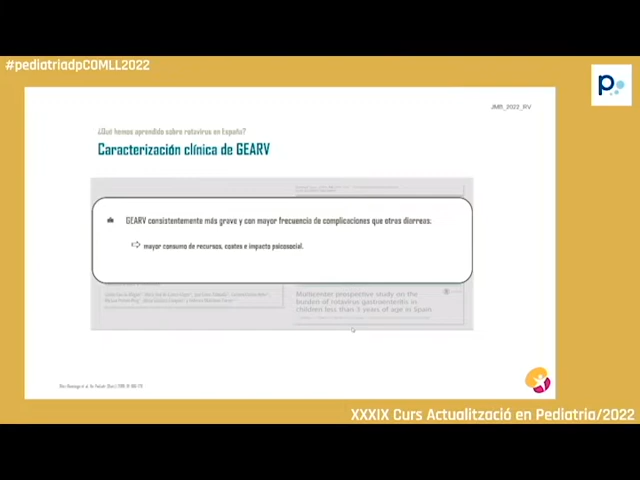 #pediatriadpCOMLL2022
p
JMB_2022_RV
¿Qué hemos aprendido sobre rotavirus en España?
Caracterización clínica de GEARV
GEARV consistentemente más grave y con mayor frecuencia de complicaciones que otras diarreas:
mayor consumo de recursos, costes e impacto psicosocial.
Multicenter prospective study on the
burden of rotavirus gastroenteritis in
children less than 3 years of age in Spain
XXXIX Curs Actualització en Pediatria/2022